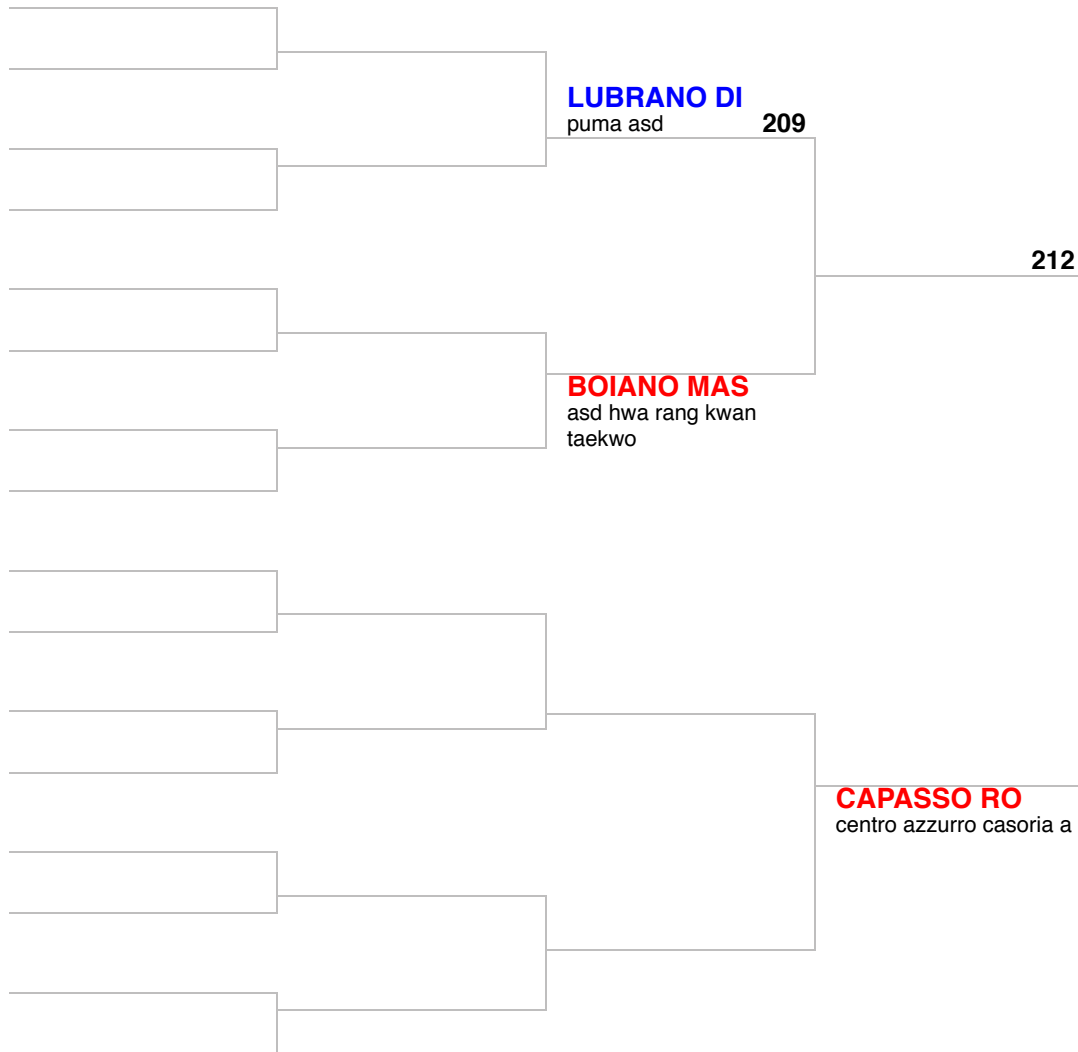 LUBRANO DI
puma asd 209
212
BOIANO MAS
asd hwa rang kwan
taekwo
CAPASSO RO
centro azzurro casoria a